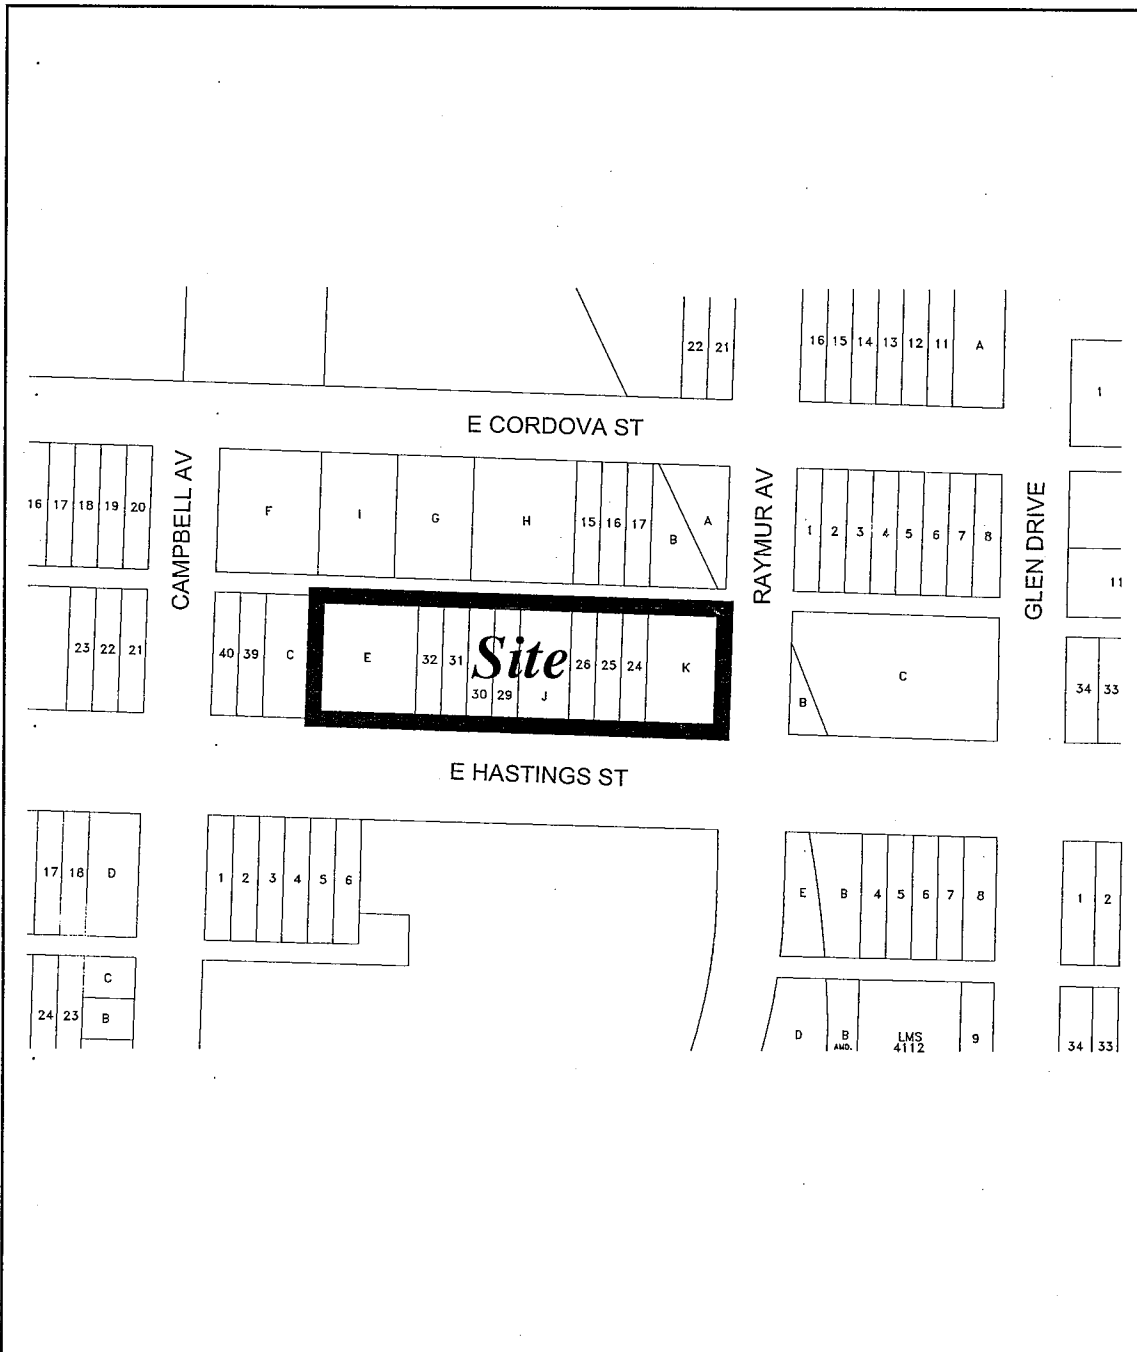 22 21
16 15 14 13 12 11 A
1
E CORDOVA ST
16 17 18 19 20
CAMPBELL AV
F I G H 15 16 17 B A
RAYMUR AV
1 2 3 4 5 6 7 8
GLEN DRIVE
11
23 22 21
40 39 C
E 32 31 30 29 J 26 25 24 K
Site
B C
34 33
E HASTINGS ST
17 18 D
1 2 3 4 5 6
E B 4 5 6 7 8
1 2
24 23 C
B
D B AMD. LMS 4112 9
34 33